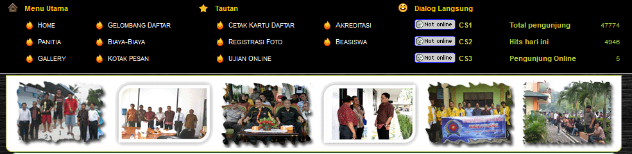 Menu Utama Tautan Dialog Langsung
Home Gelombang Daftar Cetak Kartu Daftar Akreditasi Not online CS1 Total pengunjung 47774
Panitia Biaya-Biaya Registrasi Foto Beasiswa Not online CS2 Hits hari ini 4946
Gallery Kotak Pesan Ujian Online Not online CS3 Pengunjung Online 5